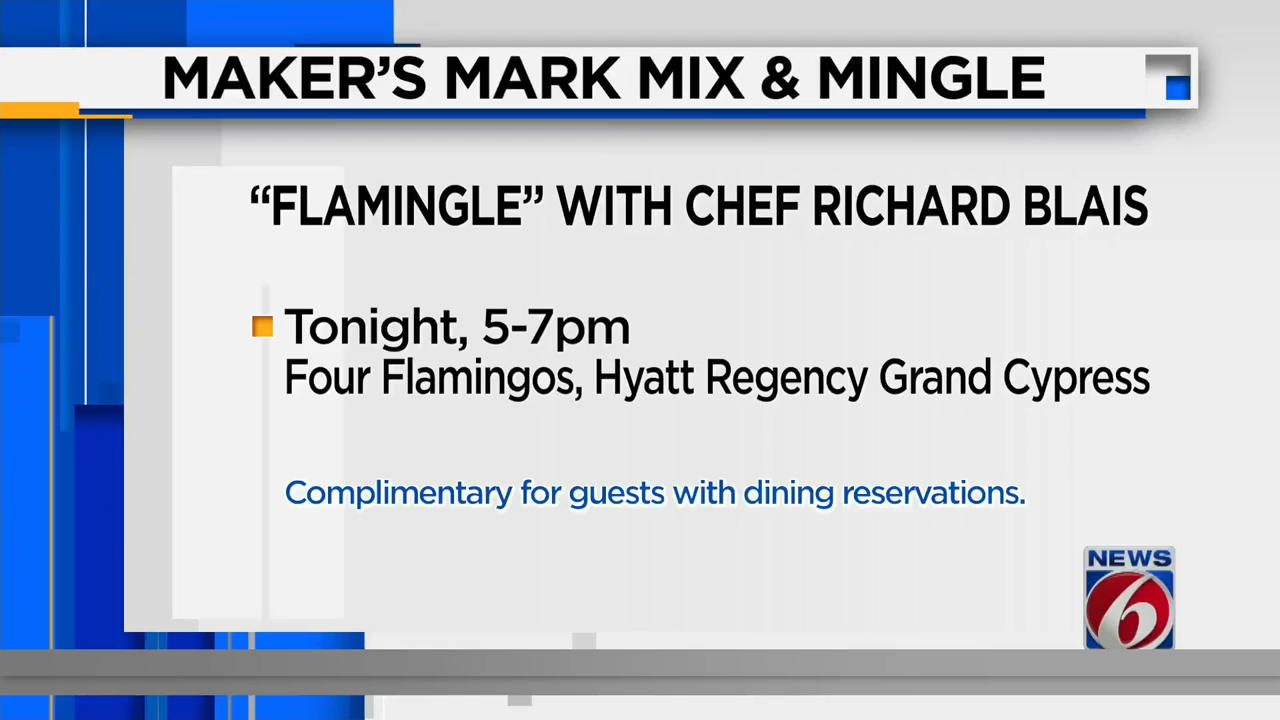 MAKER’S MARK MIX & MINGLE
“FLAMINGLE” WITH CHEF RICHARD BLAIS
Tonight, 5-7pm
Four Flamingos, Hyatt Regency Grand Cypress
Complimentary for guests with dining reservations.
NEWS
6